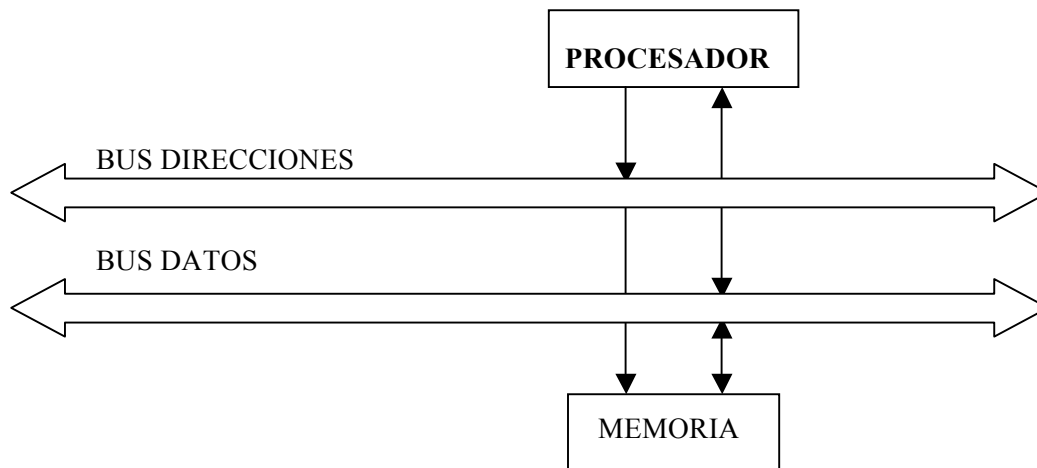 PROCESADOR
BUS DIRECCIONES
BUS DATOS
MEMORIA